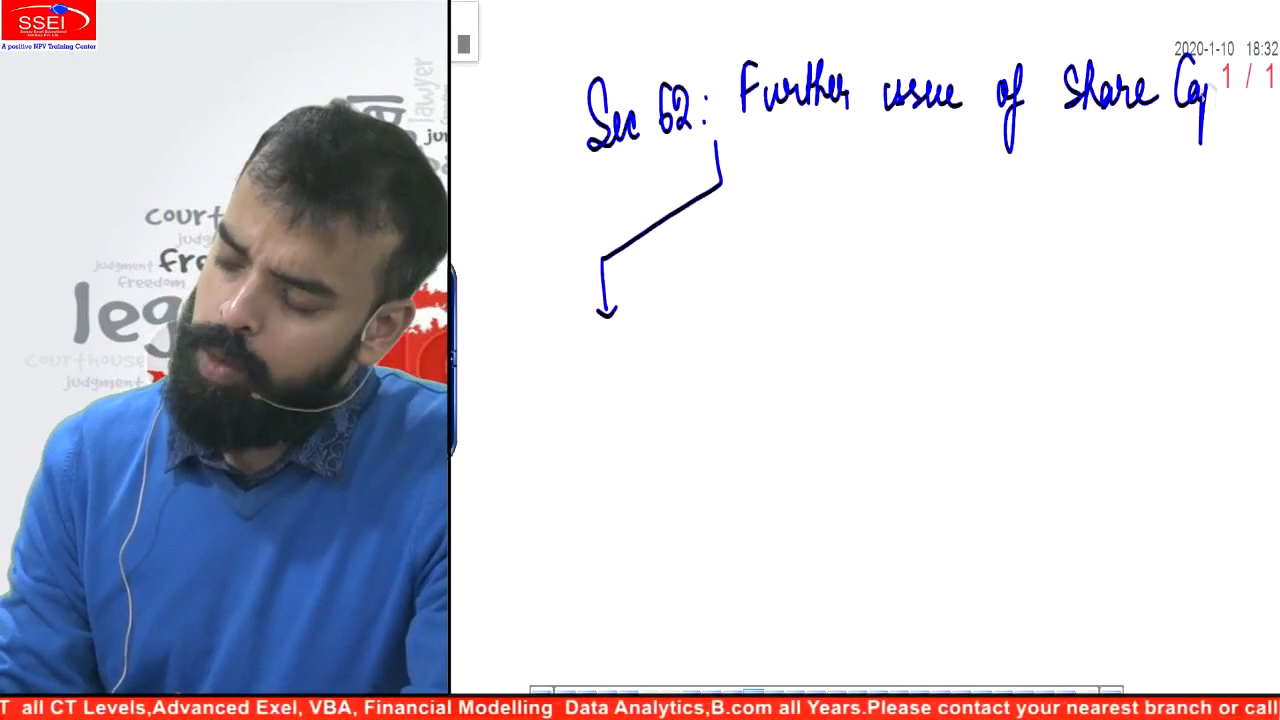 SSEI
A positive NPV Training Center
2020-1-10 18:32
1 / 1
Sec 62: Further issue of Share Cap
lawyer
court
judg
judgment fre
freedom
leg
courthouse
judgment
T all CT Levels,Advanced Exel, VBA, Financial Modelling Data Analytics,B.com all Years.Please contact your nearest branch or call